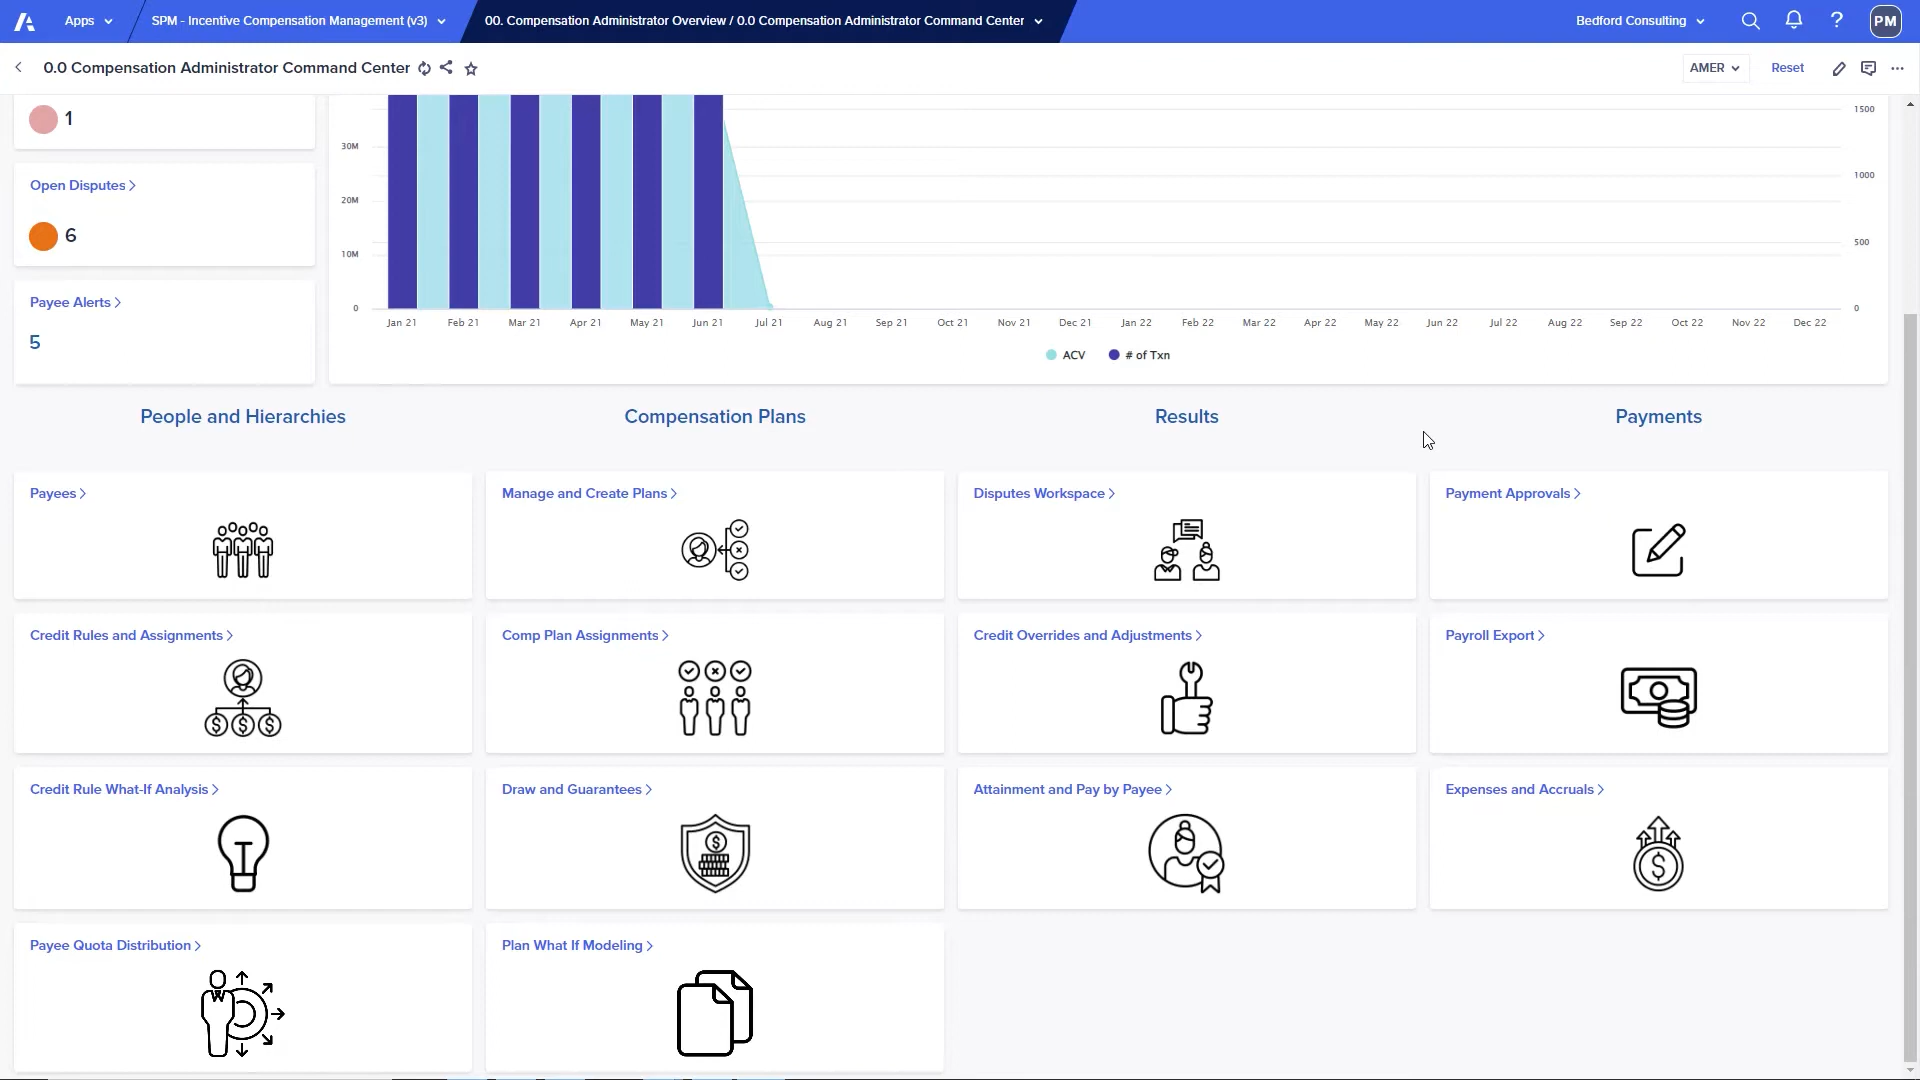 Apps
SPM - Incentive Compensation Management (v3)
00. Compensation Administrator Overview / 0.0 Compensation Administrator Command Center
Bedford Consulting
?
PM
0.0 Compensation Administrator Command Center
AMER
Reset
1
Open Disputes
6
Payee Alerts
5
1500
30M
1000
20M
500
10M
0
0
Jan 21 Feb 21 Mar 21 Apr 21 May 21 Jun 21 Jul 21 Aug 21 Sep 21 Oct 21 Nov 21 Dec 21 Jan 22 Feb 22 Mar 22 Apr 22 May 22 Jun 22 Jul 22 Aug 22 Sep 22 Oct 22 Nov 22 Dec 22
ACV # of Txn
People and Hierarchies
Compensation Plans
Results
Payments
Payees
Manage and Create Plans
Disputes Workspace
Payment Approvals
Credit Rules and Assignments
Comp Plan Assignments
Credit Overrides and Adjustments
Payroll Export
Credit Rule What-If Analysis
Draw and Guarantees
Attainment and Pay by Payee
Expenses and Accruals
Payee Quota Distribution
Plan What If Modeling